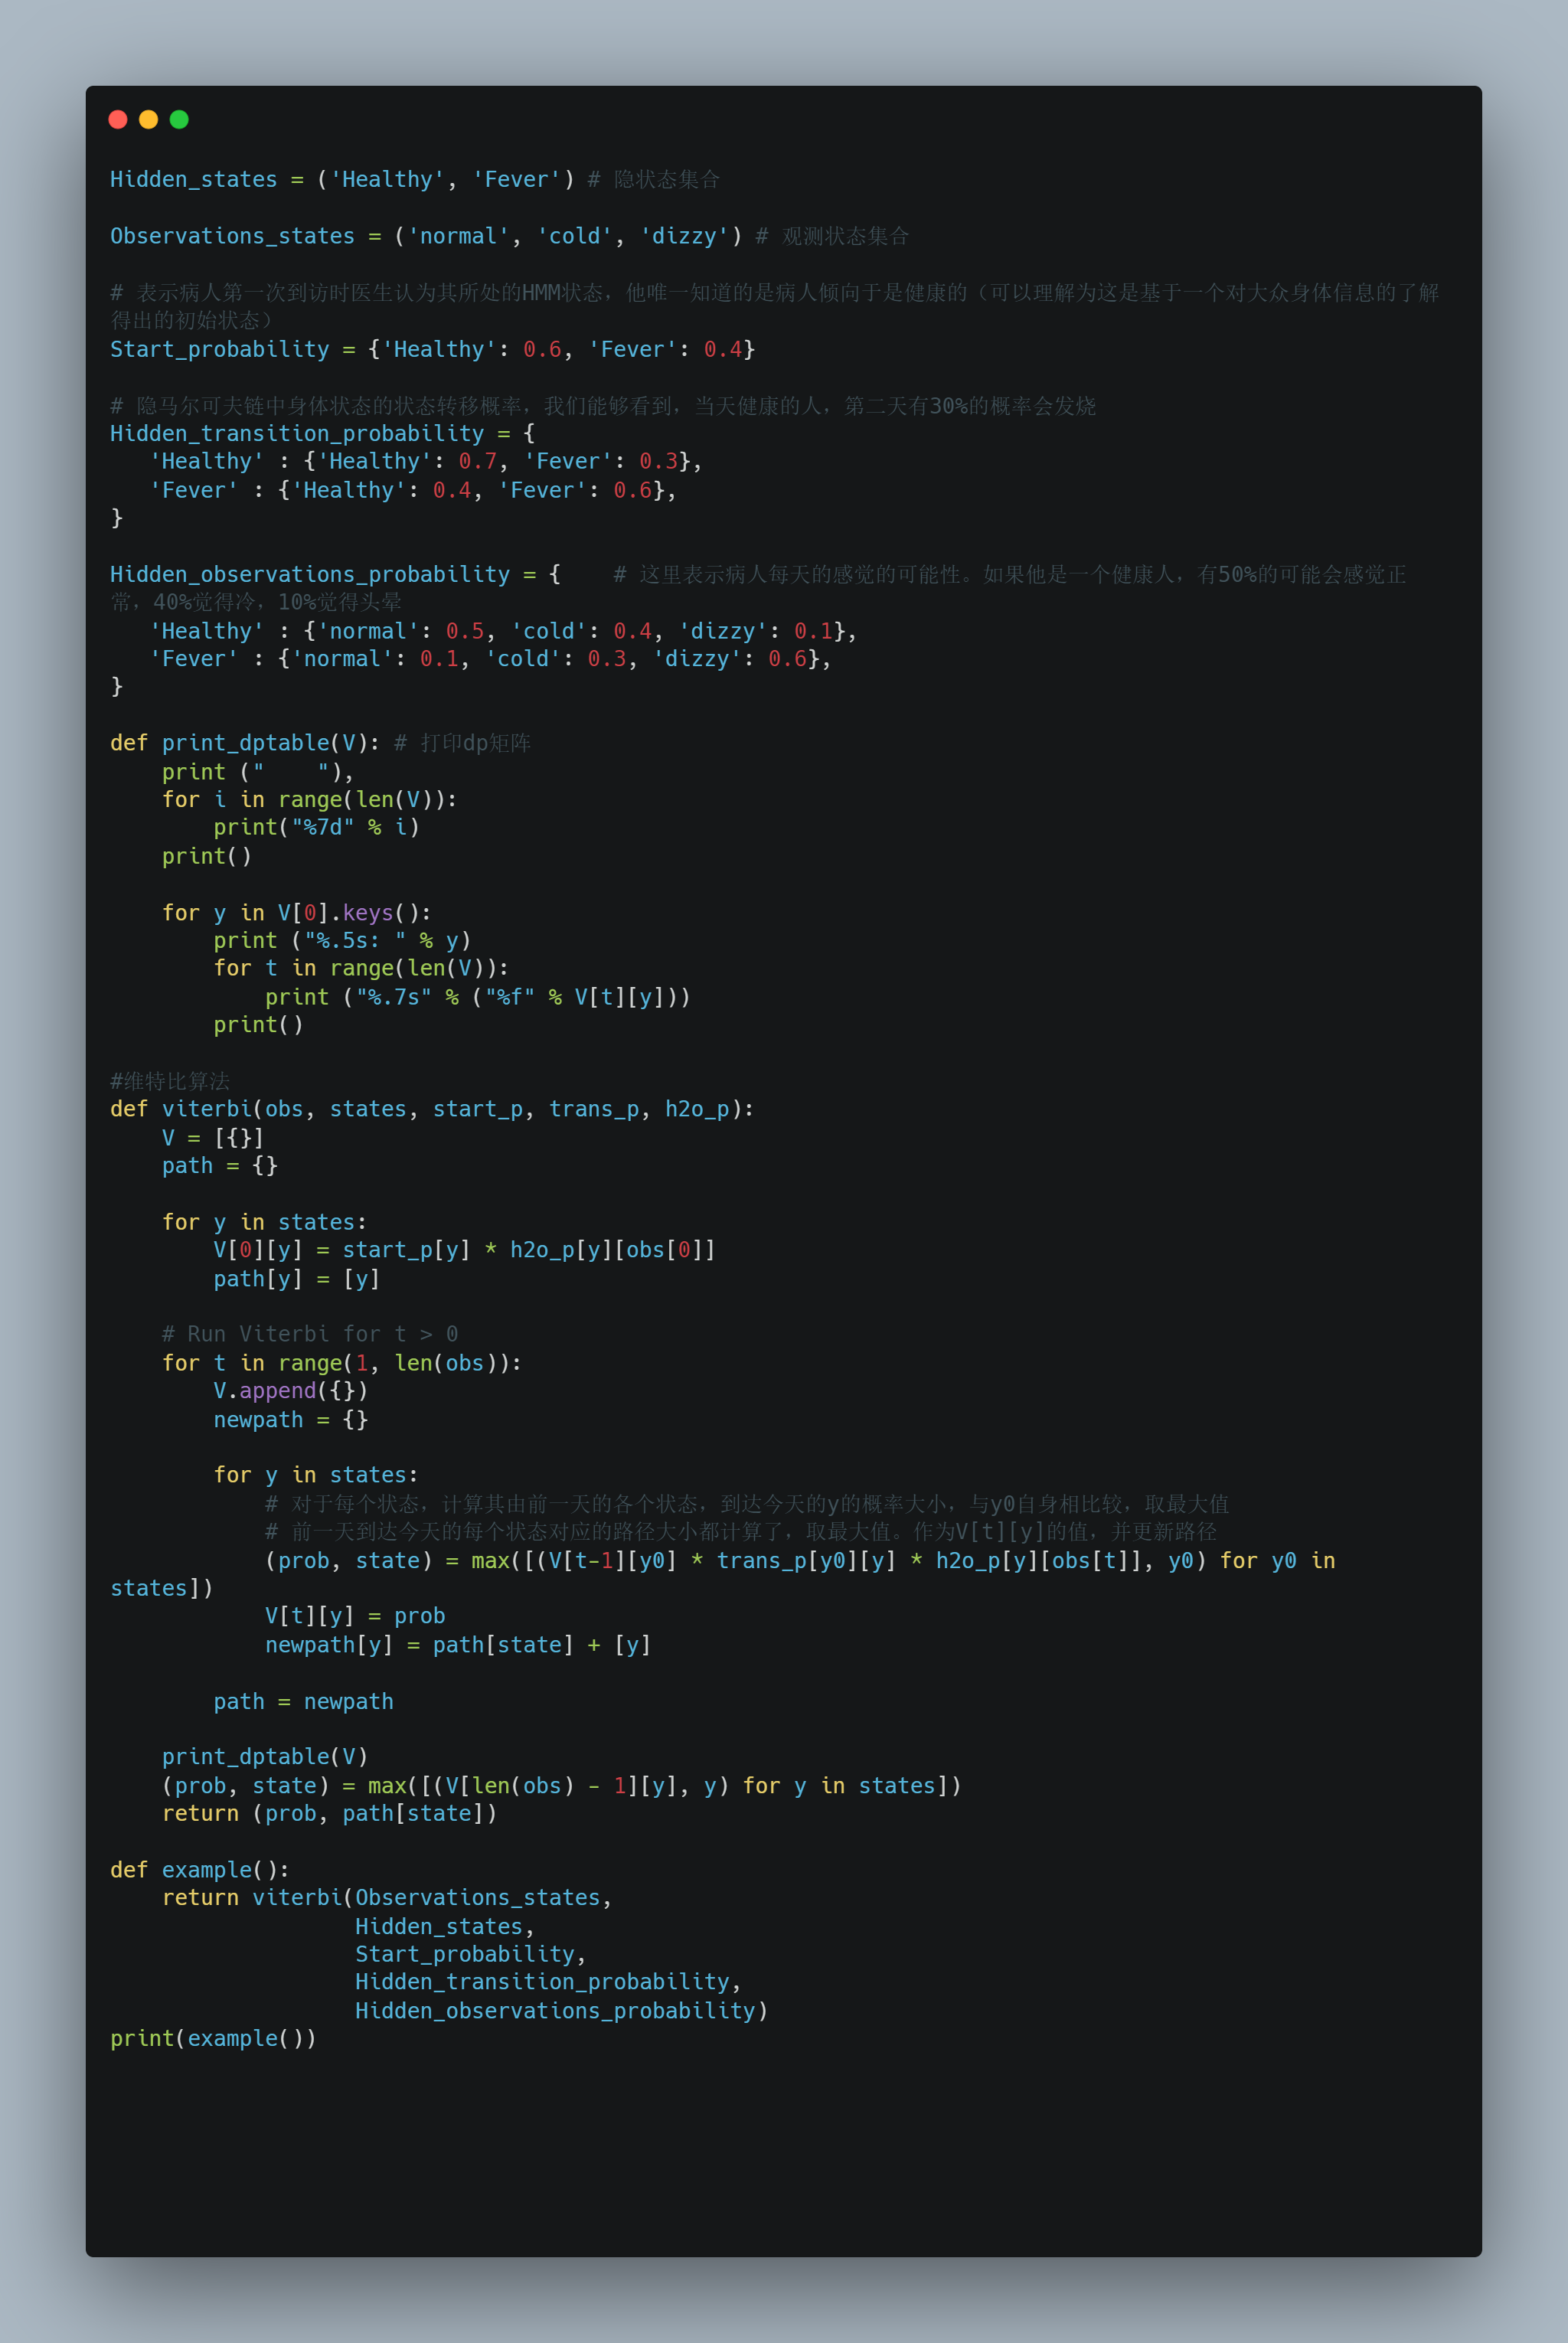 Hidden_states = ('Healthy', 'Fever') # 隐状态集合
Observations_states = ('normal', 'cold', 'dizzy') # 观测状态集合
# 表示病人第一次到访时医生认为其所处的HMM状态，他唯一知道的是病人倾向于是健康的（可以理解为这是基于一个对大众身体信息的了解
得出的初始状态）
Start_probability = {'Healthy': 0.6, 'Fever': 0.4}
# 隐马尔可夫链中身体状态的状态转移概率，我们能够看到，当天健康的人，第二天有30%的概率会发烧
Hidden_transition_probability = {
   'Healthy' : {'Healthy': 0.7, 'Fever': 0.3},
   'Fever' : {'Healthy': 0.4, 'Fever': 0.6},
}
Hidden_observations_probability = {    # 这里表示病人每天的感觉的可能性。如果他是一个健康人，有50%的可能会感觉正
常，40%觉得冷，10%觉得头晕
   'Healthy' : {'normal': 0.5, 'cold': 0.4, 'dizzy': 0.1},
   'Fever' : {'normal': 0.1, 'cold': 0.3, 'dizzy': 0.6},
}
def print_dptable(V): # 打印dp矩阵
    print ("    "),
    for i in range(len(V)):
        print("%7d" % i)
    print()
    for y in V[0].keys():
        print ("%.5s: " % y)
        for t in range(len(V)):
            print ("%.7s" % ("%f" % V[t][y]))
        print()
#维特比算法
def viterbi(obs, states, start_p, trans_p, h2o_p):
    V = [{}]
    path = {}
    for y in states:
        V[0][y] = start_p[y] * h2o_p[y][obs[0]]
        path[y] = [y]
    # Run Viterbi for t > 0
    for t in range(1, len(obs)):
        V.append({})
        newpath = {}
        for y in states:
            # 对于每个状态，计算其由前一天的各个状态，到达今天的y的概率大小，与y0自身相比较，取最大值
            # 前一天到达今天的每个状态对应的路径大小都计算了，取最大值。作为V[t][y]的值，并更新路径
            (prob, state) = max([(V[t-1][y0] * trans_p[y0][y] * h2o_p[y][obs[t]], y0) for y0 in
states])
            V[t][y] = prob
            newpath[y] = path[state] + [y]
        path = newpath
    print_dptable(V)
    (prob, state) = max([(V[len(obs) - 1][y], y) for y in states])
    return (prob, path[state])
def example():
    return viterbi(Observations_states,
                   Hidden_states,
                   Start_probability,
                   Hidden_transition_probability,
                   Hidden_observations_probability)
print(example())